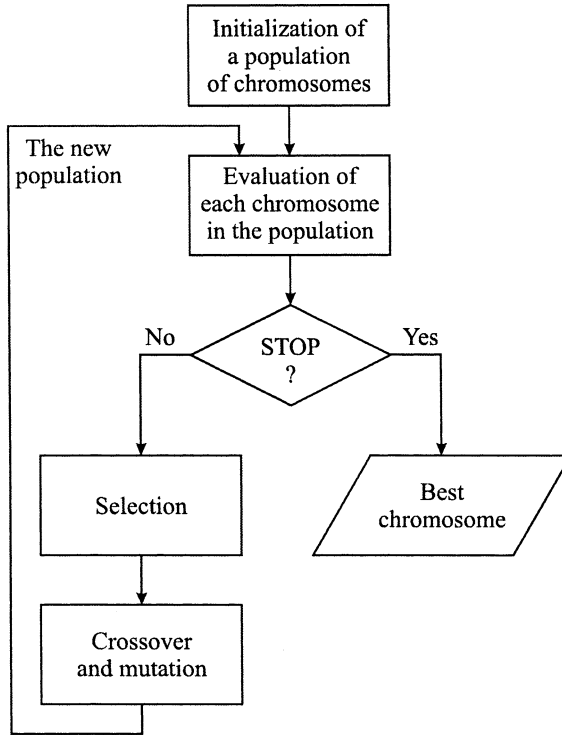 Initialization of
a population
of chromosomes
The new
population
Evaluation of
each chromosome
in the population
No
STOP
?
Yes
Selection
Best
chromosome
Crossover
and mutation